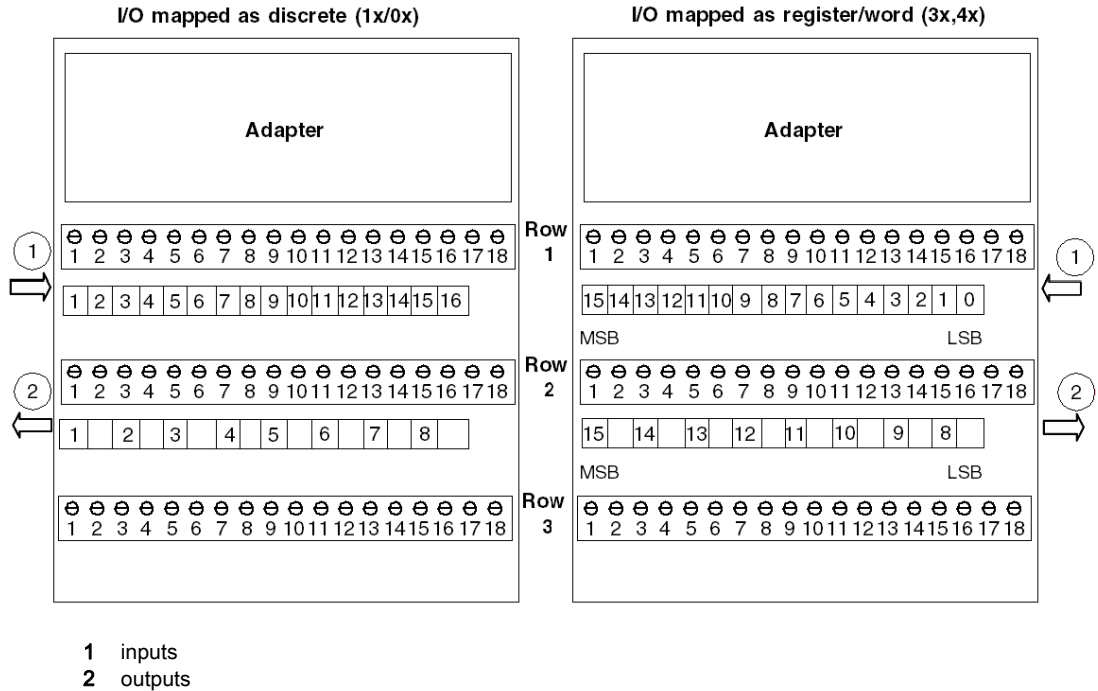 I/O mapped as discrete (1x/0x)
I/O mapped as register/word (3x,4x)
Adapter
Adapter
1
1 2 3 4 5 6 7 8 9 10 11 12 13 14 15 16 17 18
Row 1
1 2 3 4 5 6 7 8 9 10 11 12 13 14 15 16 17 18
1
1 2 3 4 5 6 7 8 9 10 11 12 13 14 15 16
15 14 13 12 11 10 9 8 7 6 5 4 3 2 1 0
MSB LSB
2
1 2 3 4 5 6 7 8 9 10 11 12 13 14 15 16 17 18
Row 2
1 2 3 4 5 6 7 8 9 10 11 12 13 14 15 16 17 18
2
1 2 3 4 5 6 7 8
15 14 13 12 11 10 9 8
MSB LSB
1 2 3 4 5 6 7 8 9 10 11 12 13 14 15 16 17 18
Row 3
1 2 3 4 5 6 7 8 9 10 11 12 13 14 15 16 17 18
1 inputs
2 outputs